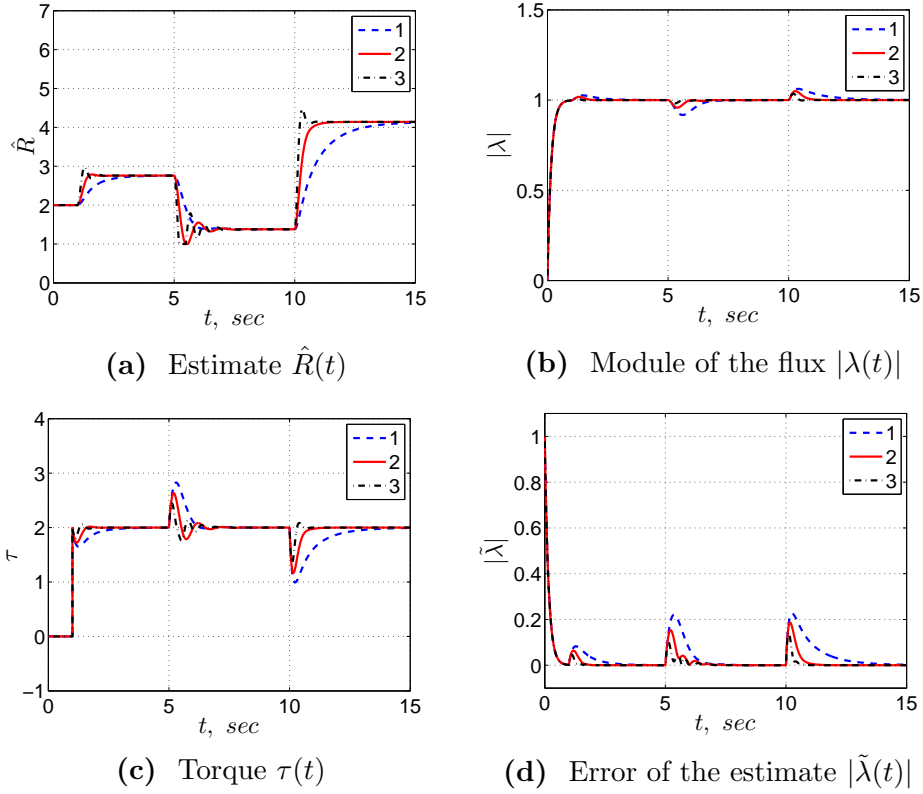 7
6
5
4
3
2
1
0
R̂
0 5 10 15
t, sec
1
2
3
(a) Estimate R̂(t)
1.5
1
0.5
0
|λ|
0 5 10 15
t, sec
1
2
3
(b) Module of the flux |λ(t)|
4
3
2
1
0
−1
τ
0 5 10 15
t, sec
1
2
3
(c) Torque τ(t)
1
0.8
0.6
0.4
0.2
0
|λ̃|
0 5 10 15
t, sec
1
2
3
(d) Error of the estimate |λ̃(t)|